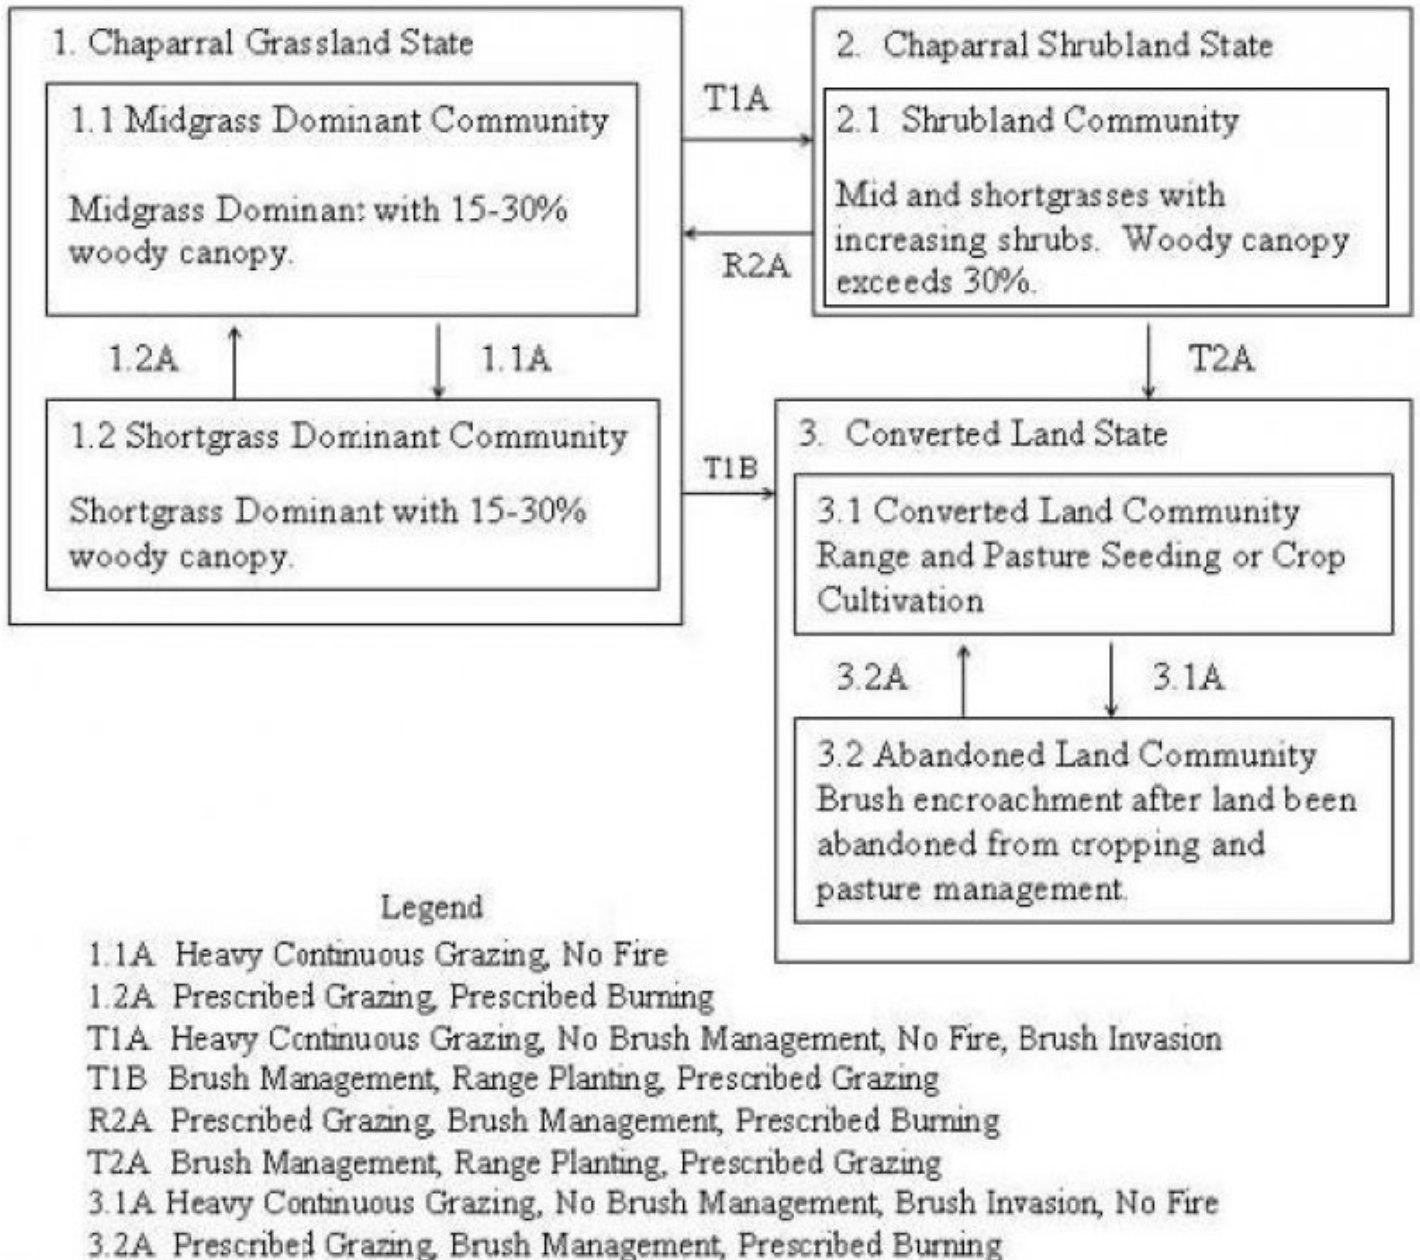 1. Chaparral Grassland State
1.1 Midgrass Dominant Community
Midgrass Dominant with 15-30%
woody canopy.
1.2A
1.1A
1.2 Shortgrass Dominant Community
Shortgrass Dominant with 15-30%
woody canopy.
T1A
R2A
T1B
2. Chaparral Shrubland State
2.1 Shrubland Community
Mid and shortgrasses with
increasing shrubs. Woody canopy
exceeds 30%.
T2A
3. Converted Land State
3.1 Converted Land Community
Range and Pasture Seeding or Crop
Cultivation
3.2A
3.1A
3.2 Abandoned Land Community
Brush encroachment after land been
abandoned from cropping and
pasture management.
Legend
1.1A Heavy Continuous Grazing, No Fire
1.2A Prescribed Grazing, Prescribed Burning
T1A Heavy Continuous Grazing, No Brush Management, No Fire, Brush Invasion
T1B Brush Management, Range Planting, Prescribed Grazing
R2A Prescribed Grazing, Brush Management, Prescribed Burning
T2A Brush Management, Range Planting, Prescribed Grazing
3.1A Heavy Continuous Grazing, No Brush Management, Brush Invasion, No Fire
3.2A Prescribed Grazing, Brush Management, Prescribed Burning